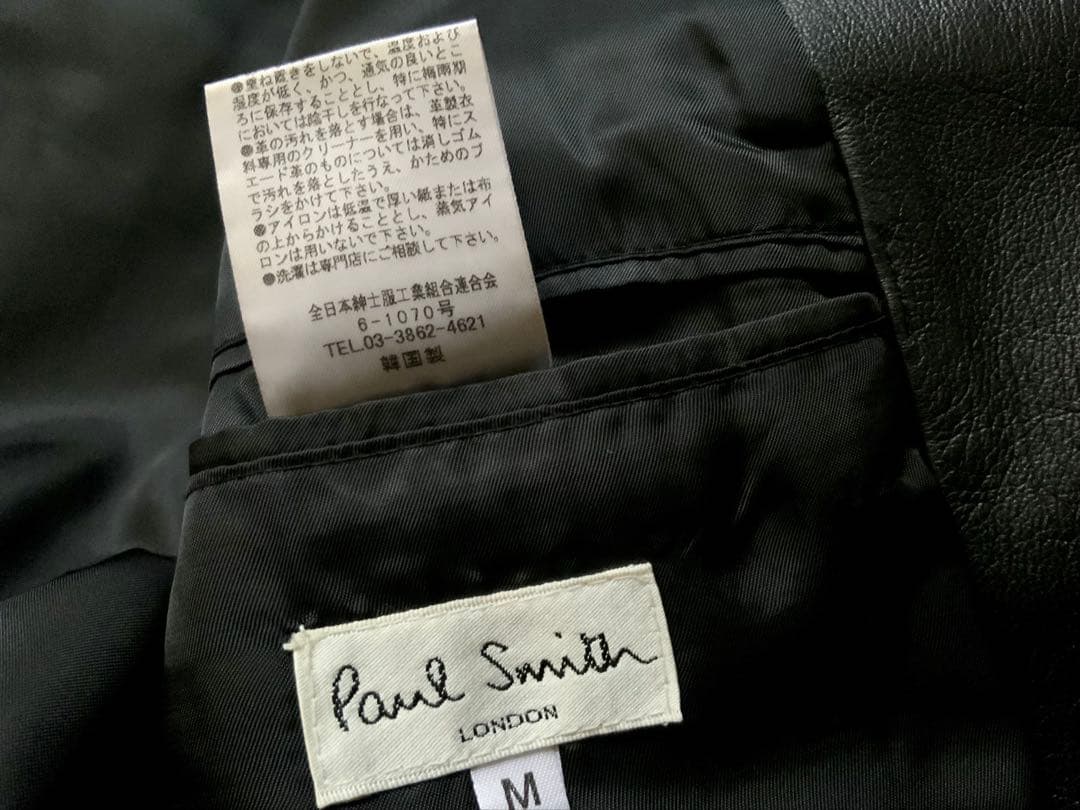 ●重ね置きをしないで、温度および
湿度が低く、かつ、通気の良いとこ
ろに保存することとし、特に梅雨期
においては陰干しを行なって下さい。
●革の汚れを落とす場合は、革製衣
料専用のクリーナーを用い、特にス
エード革のものについては消しゴム
で汚れを落としたうえ、かためのブ
ラシをかけて下さい。
●アイロンは低温で厚い紙または布
の上からかけることとし、蒸気アイ
ロンは用いないで下さい。
●洗濯は専門店にご相談して下さい。
全日本紳士服工業組合連合会
6-1070号
TEL.03-3862-4621
韓国製
Paul Smith
LONDON
M